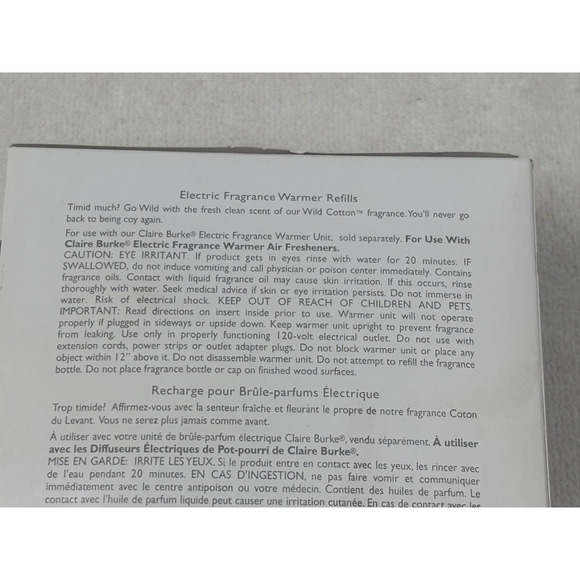 Electric Fragrance Warmer Refills
Timid much? Go Wild with the fresh clean scent of our Wild Cotton™ fragrance. You'll never go
back to being coy again.
For use with our Claire Burke® Electric Fragrance Warmer Unit, sold separately. For Use With
Claire Burke® Electric Fragrance Warmer Air Fresheners.
CAUTION: EYE IRRITANT. If product gets in eyes rinse with water for 20 minutes. IF
SWALLOWED, do not induce vomiting and call physician or poison center immediately. Contains
fragrance oils. Contact with liquid fragrance oil may cause skin irritation. If this occurs, rinse
thoroughly with water. Seek medical advice if skin or eye irritation persists. Do not immerse in
water. Risk of electrical shock. KEEP OUT OF REACH OF CHILDREN AND PETS.
IMPORTANT: Read directions on insert inside prior to use. Warmer unit will not operate
properly if plugged in sideways or upside down. Keep warmer unit upright to prevent fragrance
from leaking. Use only in properly functioning 120-volt electrical outlet. Do not use with
extension cords, power strips or outlet adapter plugs. Do not block warmer unit or place any
object within 12" above it. Do not disassemble warmer unit. Do not attempt to refill the fragrance
bottle. Do not place fragrance bottle or cap on finished wood surfaces.
Recharge pour Brûle-parfums Électrique
Trop timide? Affirmez-vous avec la senteur fraîche et fleurant le propre de notre fragrance Coton
du Levant. Vous ne serez plus jamais comme avant.
À utiliser avec votre unité de brûle-parfum électrique Claire Burke®, vendu séparément. À utiliser
avec les Diffuseurs Électriques de Pot-pourri de Claire Burke®.
MISE EN GARDE: IRRITE LES YEUX. Si le produit entre en contact avec les yeux, les rincer avec
de l'eau pendant 20 minutes. EN CAS D'INGESTION, ne pas faire vomir et communiquer
immédiatement avec le centre antipoison ou votre médecin. Contient des huiles de parfum. Le
contact avec l'huile de parfum liquide peut causer une irritation cutanée. En cas de contact avec les